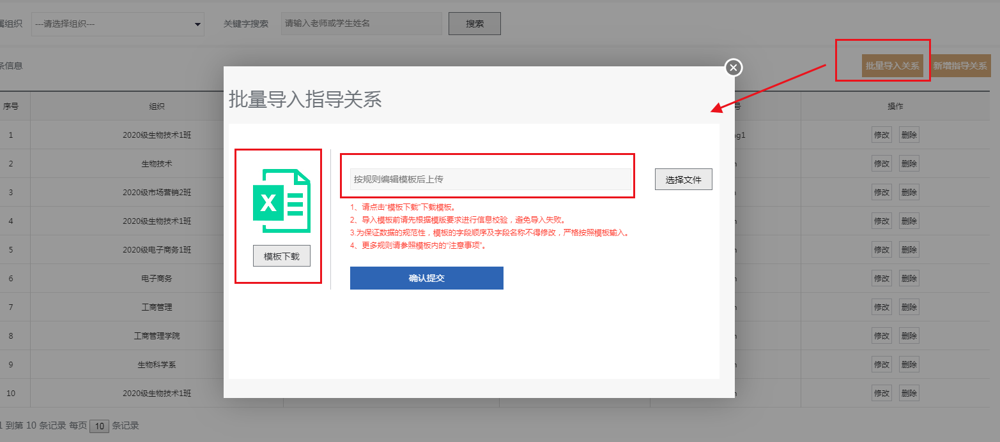 属组织 ---请选择组织--- 关键字搜索 请输入老师或学生姓名 搜索
条信息 批量导入关系 新增指导关系
批量导入指导关系
序号 组织 号 操作
1 2020级生物技术1班 ng1 修改 删除
2 生物技术 修改 删除
3 2020级市场营销2班 修改 删除
4 2020级生物技术1班 修改 删除
5 2020级电子商务1班 修改 删除
6 电子商务 修改 删除
7 工商管理 修改 删除
8 工商管理学院 修改 删除
9 生物科学系 修改 删除
10 2020级生物技术1班 修改 删除
X
模板下载
按规则编辑模板后上传 选择文件
1、请点击“模板下载”下载模板。
2、导入模板前请先根据模版要求进行信息校验，避免导入失败。
3.为保证数据的规范性，模板的字段顺序及字段名称不得修改，严格按照模板输入。
4、更多规则请参照模板内的“注意事项”。
确认提交
1 到第 10 条记录 每页 10 条记录